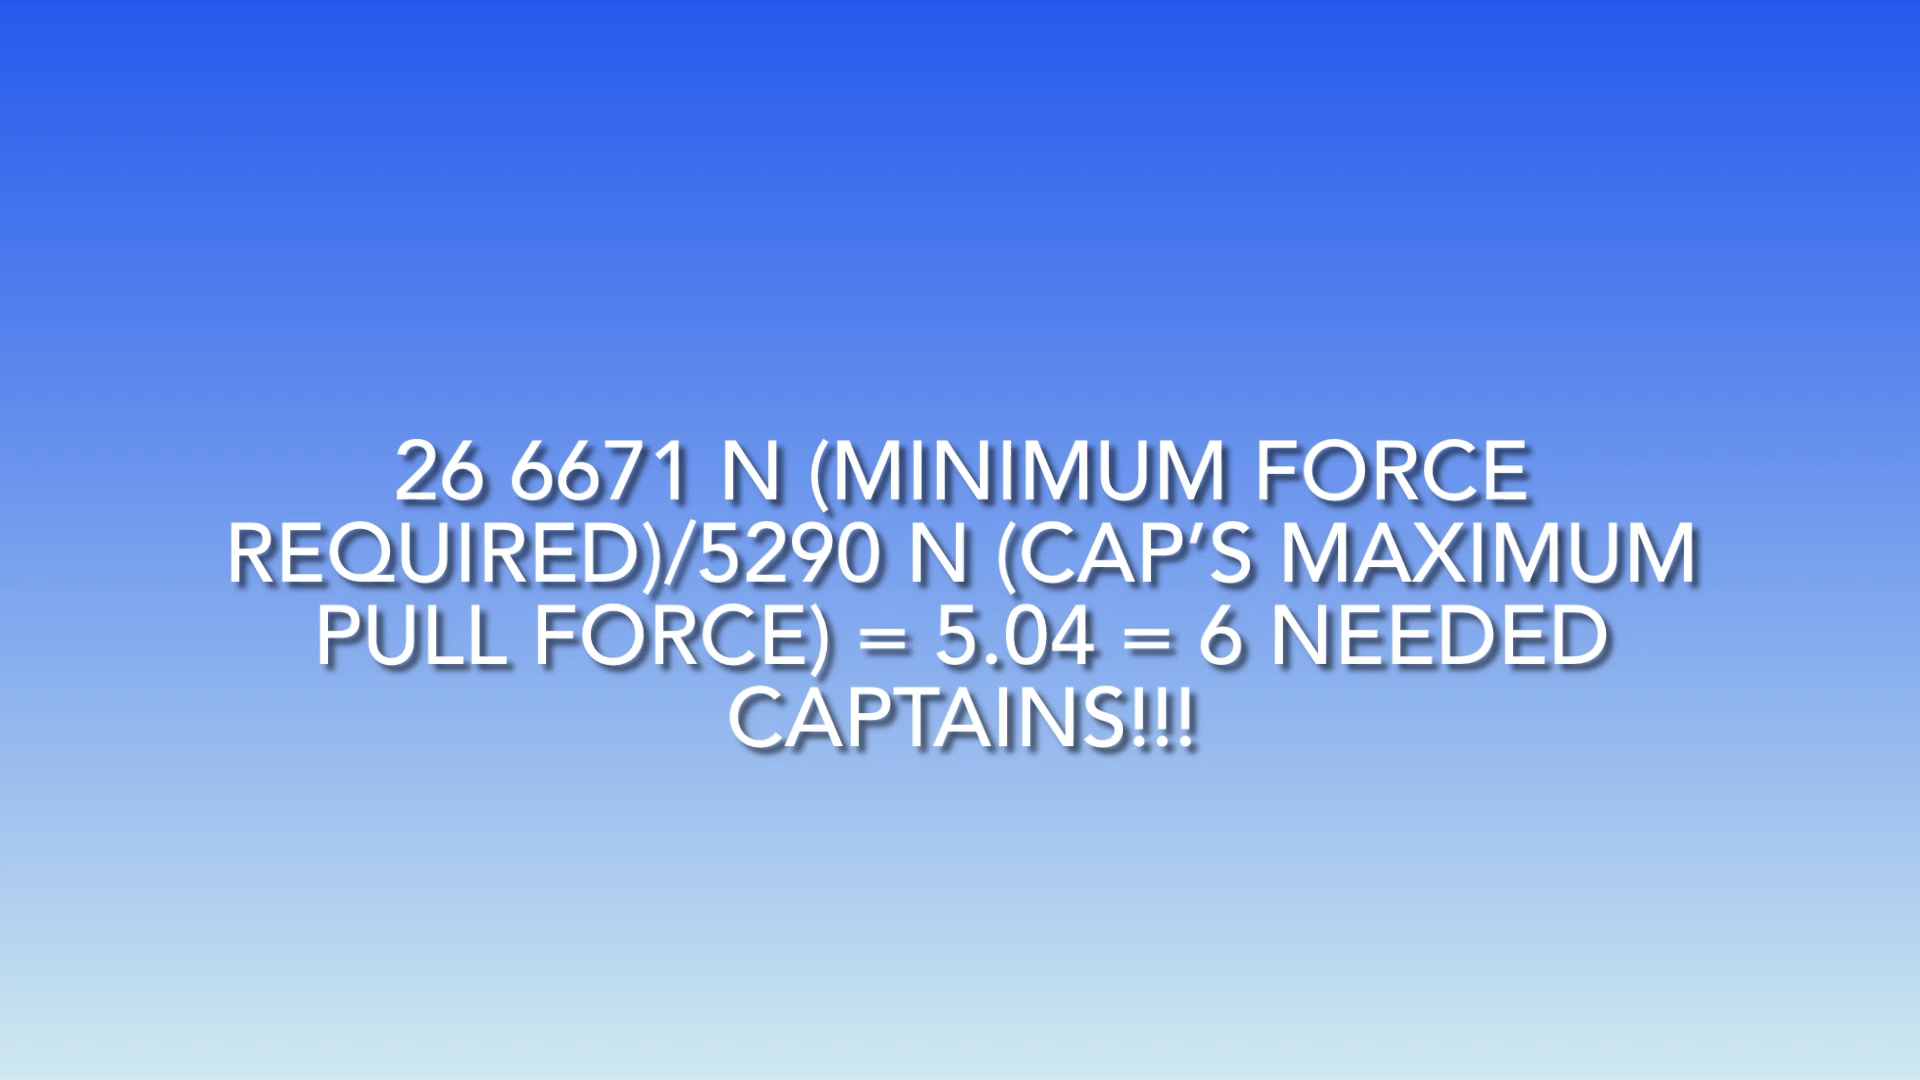 26 6671 N (MINIMUM FORCE
REQUIRED)/5290 N (CAP’S MAXIMUM
PULL FORCE) = 5.04 = 6 NEEDED
CAPTAINS!!!